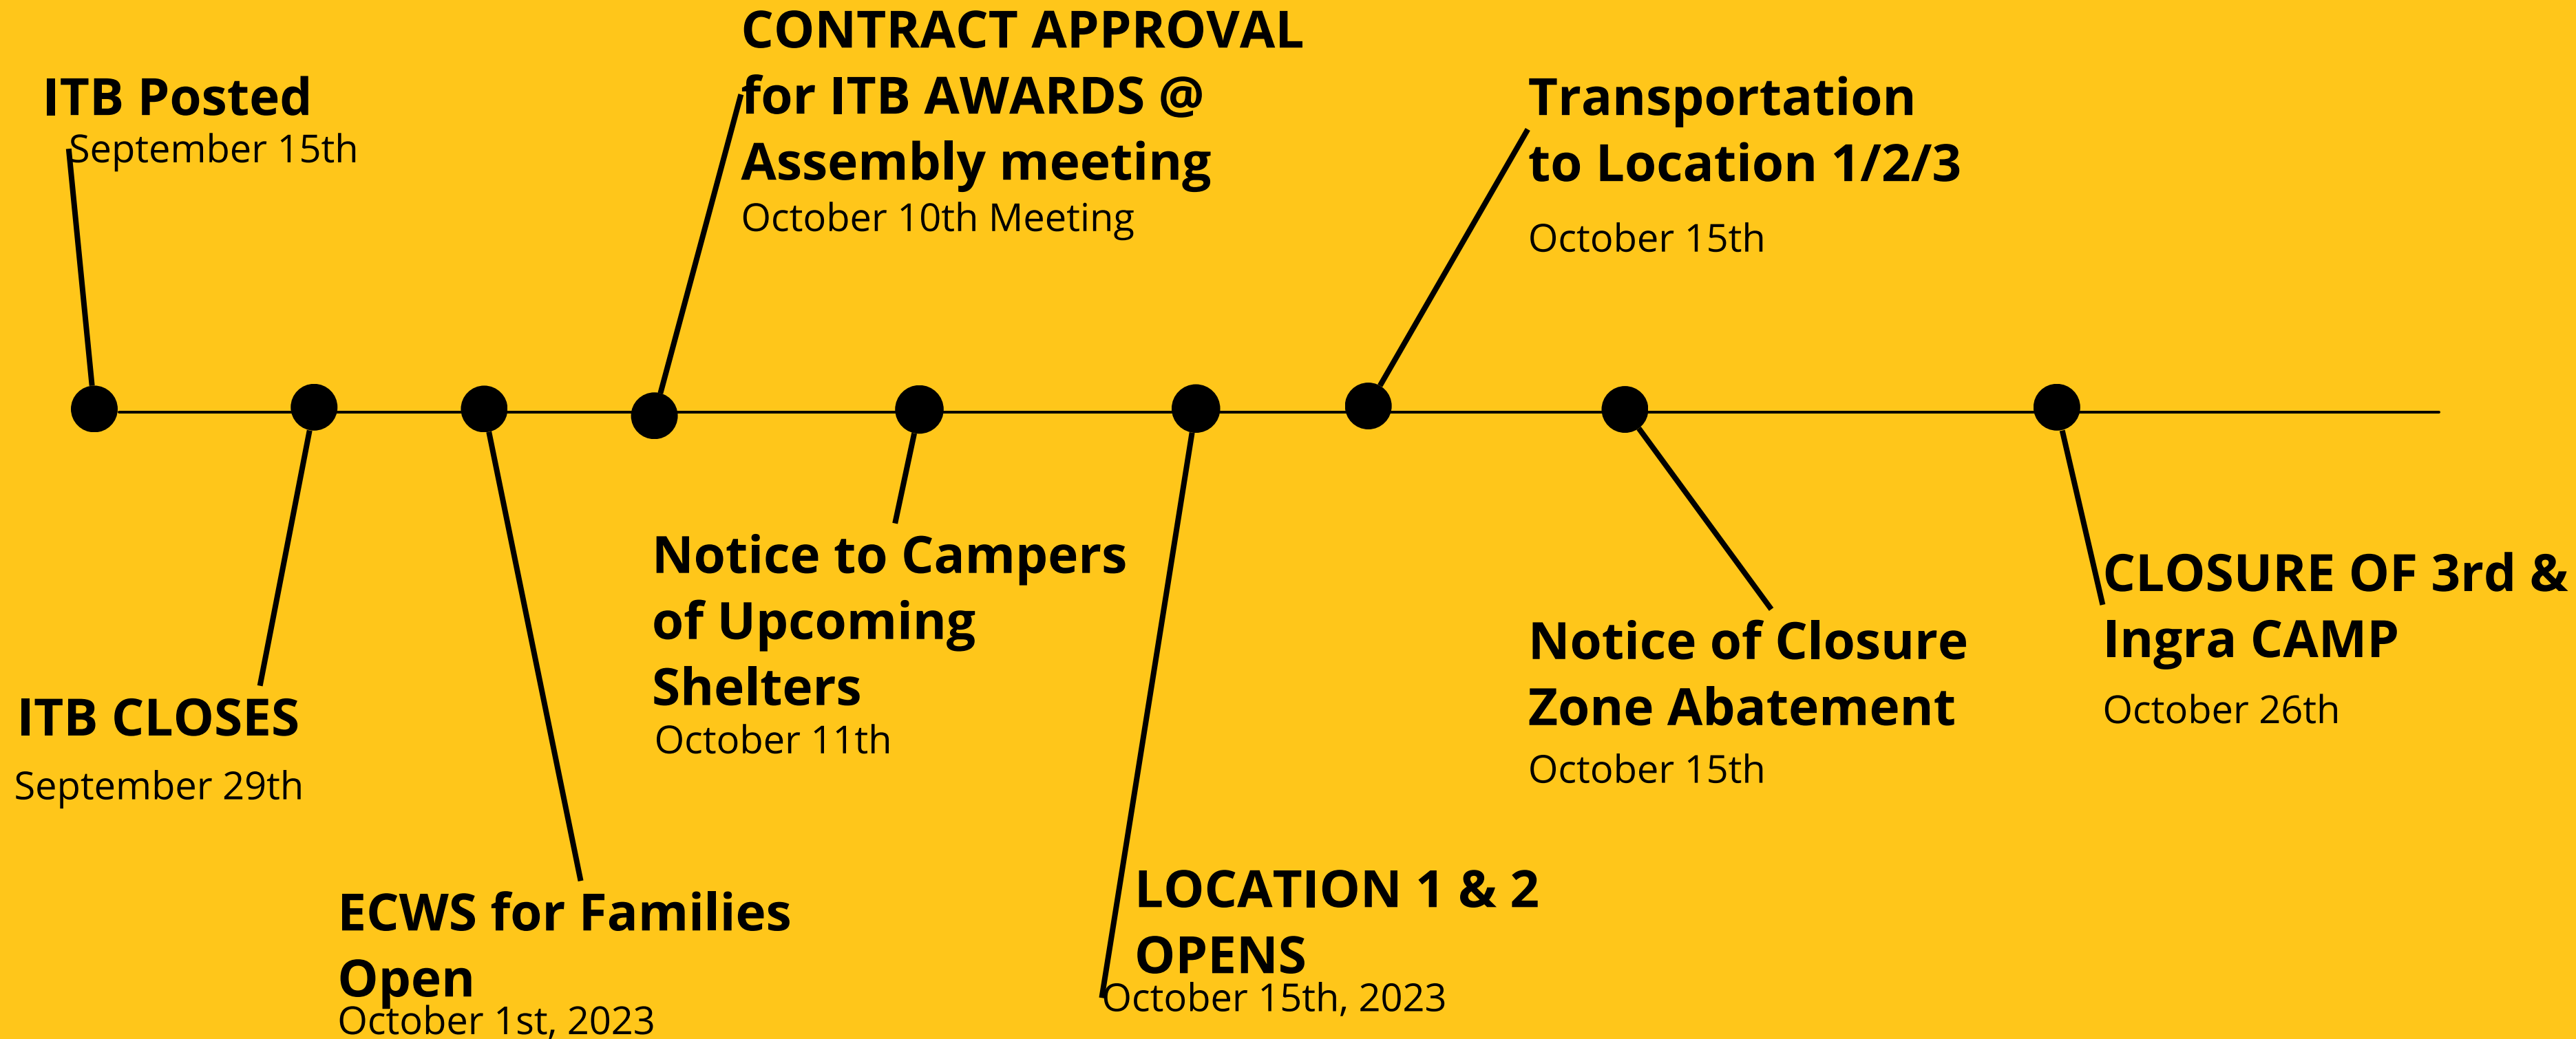 ITB Posted
September 15th
CONTRACT APPROVAL
for ITB AWARDS @
Assembly meeting
October 10th Meeting
Transportation
to Location 1/2/3
October 15th
ITB CLOSES
September 29th
ECWS for Families
Open
October 1st, 2023
Notice to Campers
of Upcoming
Shelters
October 11th
LOCATION 1 & 2
OPENS
October 15th, 2023
Notice of Closure
Zone Abatement
October 15th
CLOSURE OF 3rd &
Ingra CAMP
October 26th